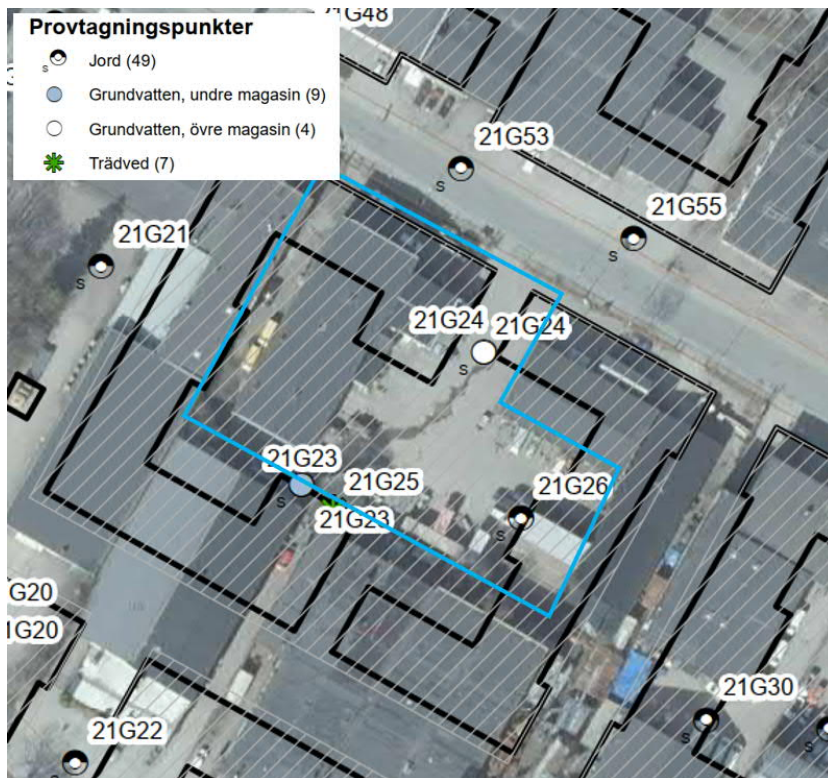 Provtagningspunkter
S Jord (49)
Grundvatten, undre magasin (9)
Grundvatten, övre magasin (4)
Trädved (7)
21G48
21G53
21G55
S
S
21G21
S
21G24 21G24
S
21G23
21G25
S
21G23
21G26
S
G20
1G20
21G30
S
S
21G22
S